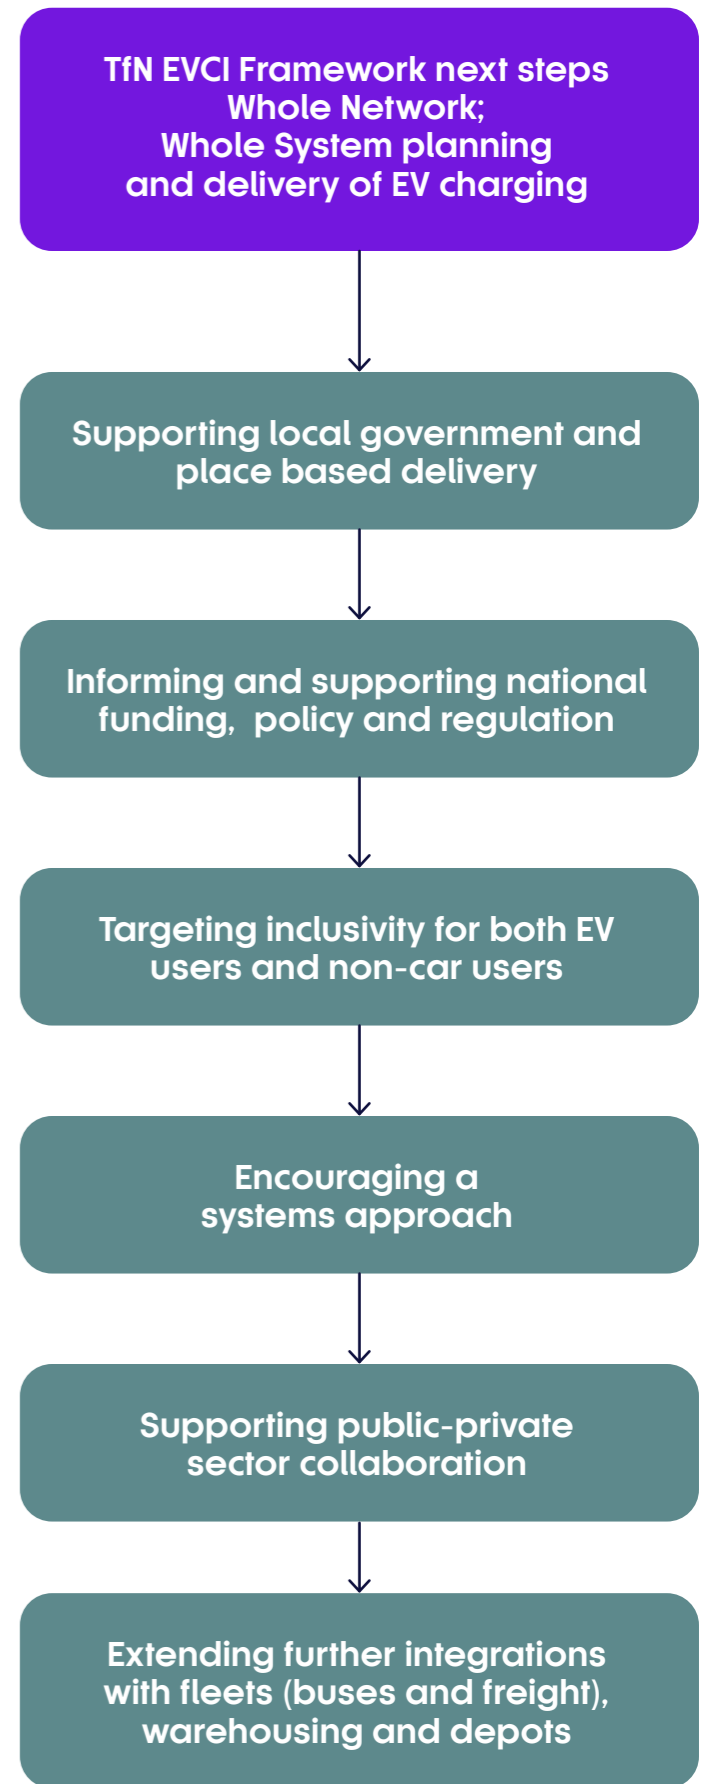 TfN EVCI Framework next steps
Whole Network;
Whole System planning
and delivery of EV charging
Supporting local government and
place based delivery
Informing and supporting national
funding,  policy and regulation
Targeting inclusivity for both EV
users and non-car users
Encouraging a
systems approach
Supporting public-private
sector collaboration
Extending further integrations
with fleets (buses and freight),
warehousing and depots